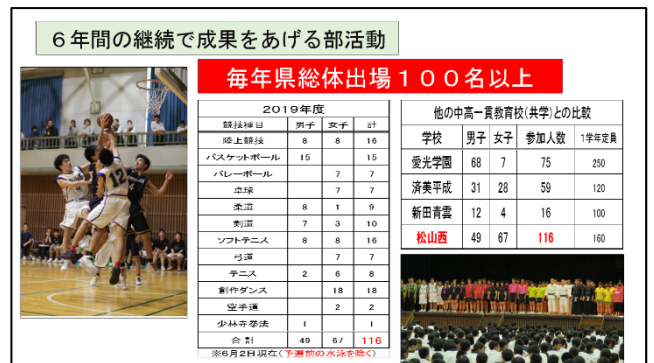 ６年間の継続で成果をあげる部活動
毎年県総体出場１００名以上
2019年度
競技種目 男子 女子 計
陸上競技 8 8 16
バスケットボール 15 15
バレーボール 7 7
卓球 7 7
柔道 8 1 9
剣道 7 3 10
ソフトテニス 8 8 16
弓道 7 7
テニス 2 6 8
創作ダンス 18 18
空手道 2 2
少林寺拳法 1 1
合計 49 67 116
※6月2日現在(予選前の水泳を除く)
他の中高一貫教育校(共学)との比較
学校 男子 女子 参加人数 1学年定員
愛光学園 68 7 75 250
済美平成 31 28 59 120
新田青雲 12 4 16 100
松山西 49 67 116 160
12